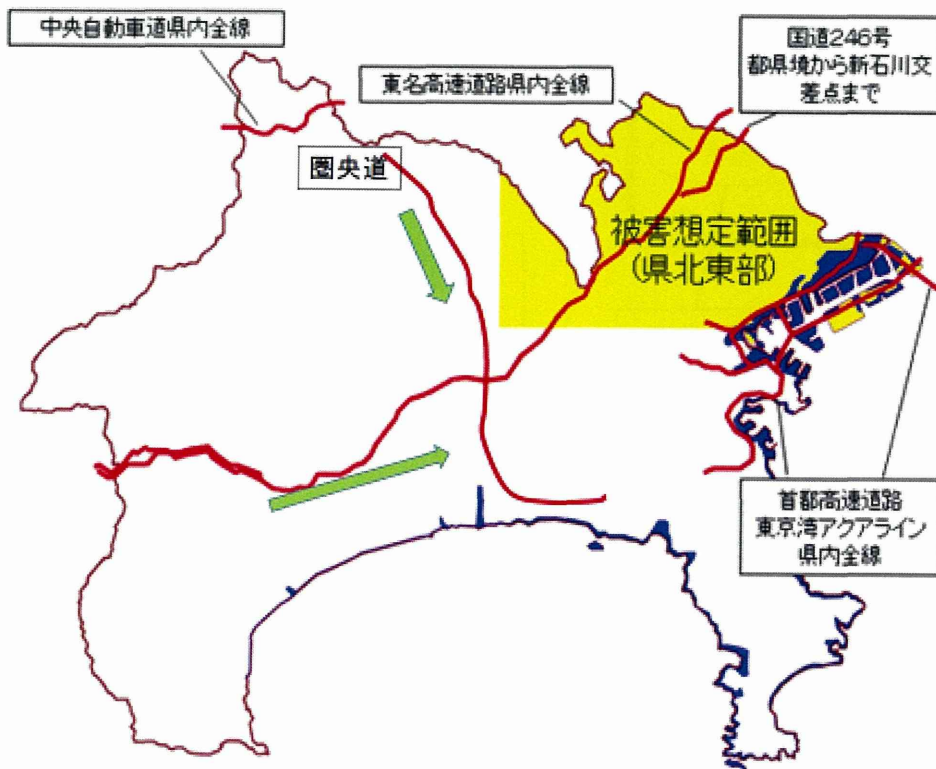 中央自動車道県内全線
国道246号
都県境から新石川交
差点まで
東名高速道路県内全線
圏央道
被害想定範囲
(県北東部)
首都高速道路
東京湾アクアライン
県内全線